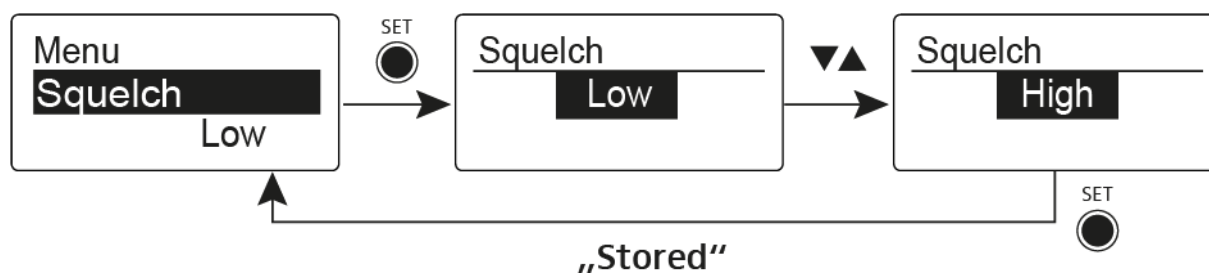 Menu
Squelch
Low
SET
Squelch
Low
▼▲
Squelch
High
SET
„Stored“